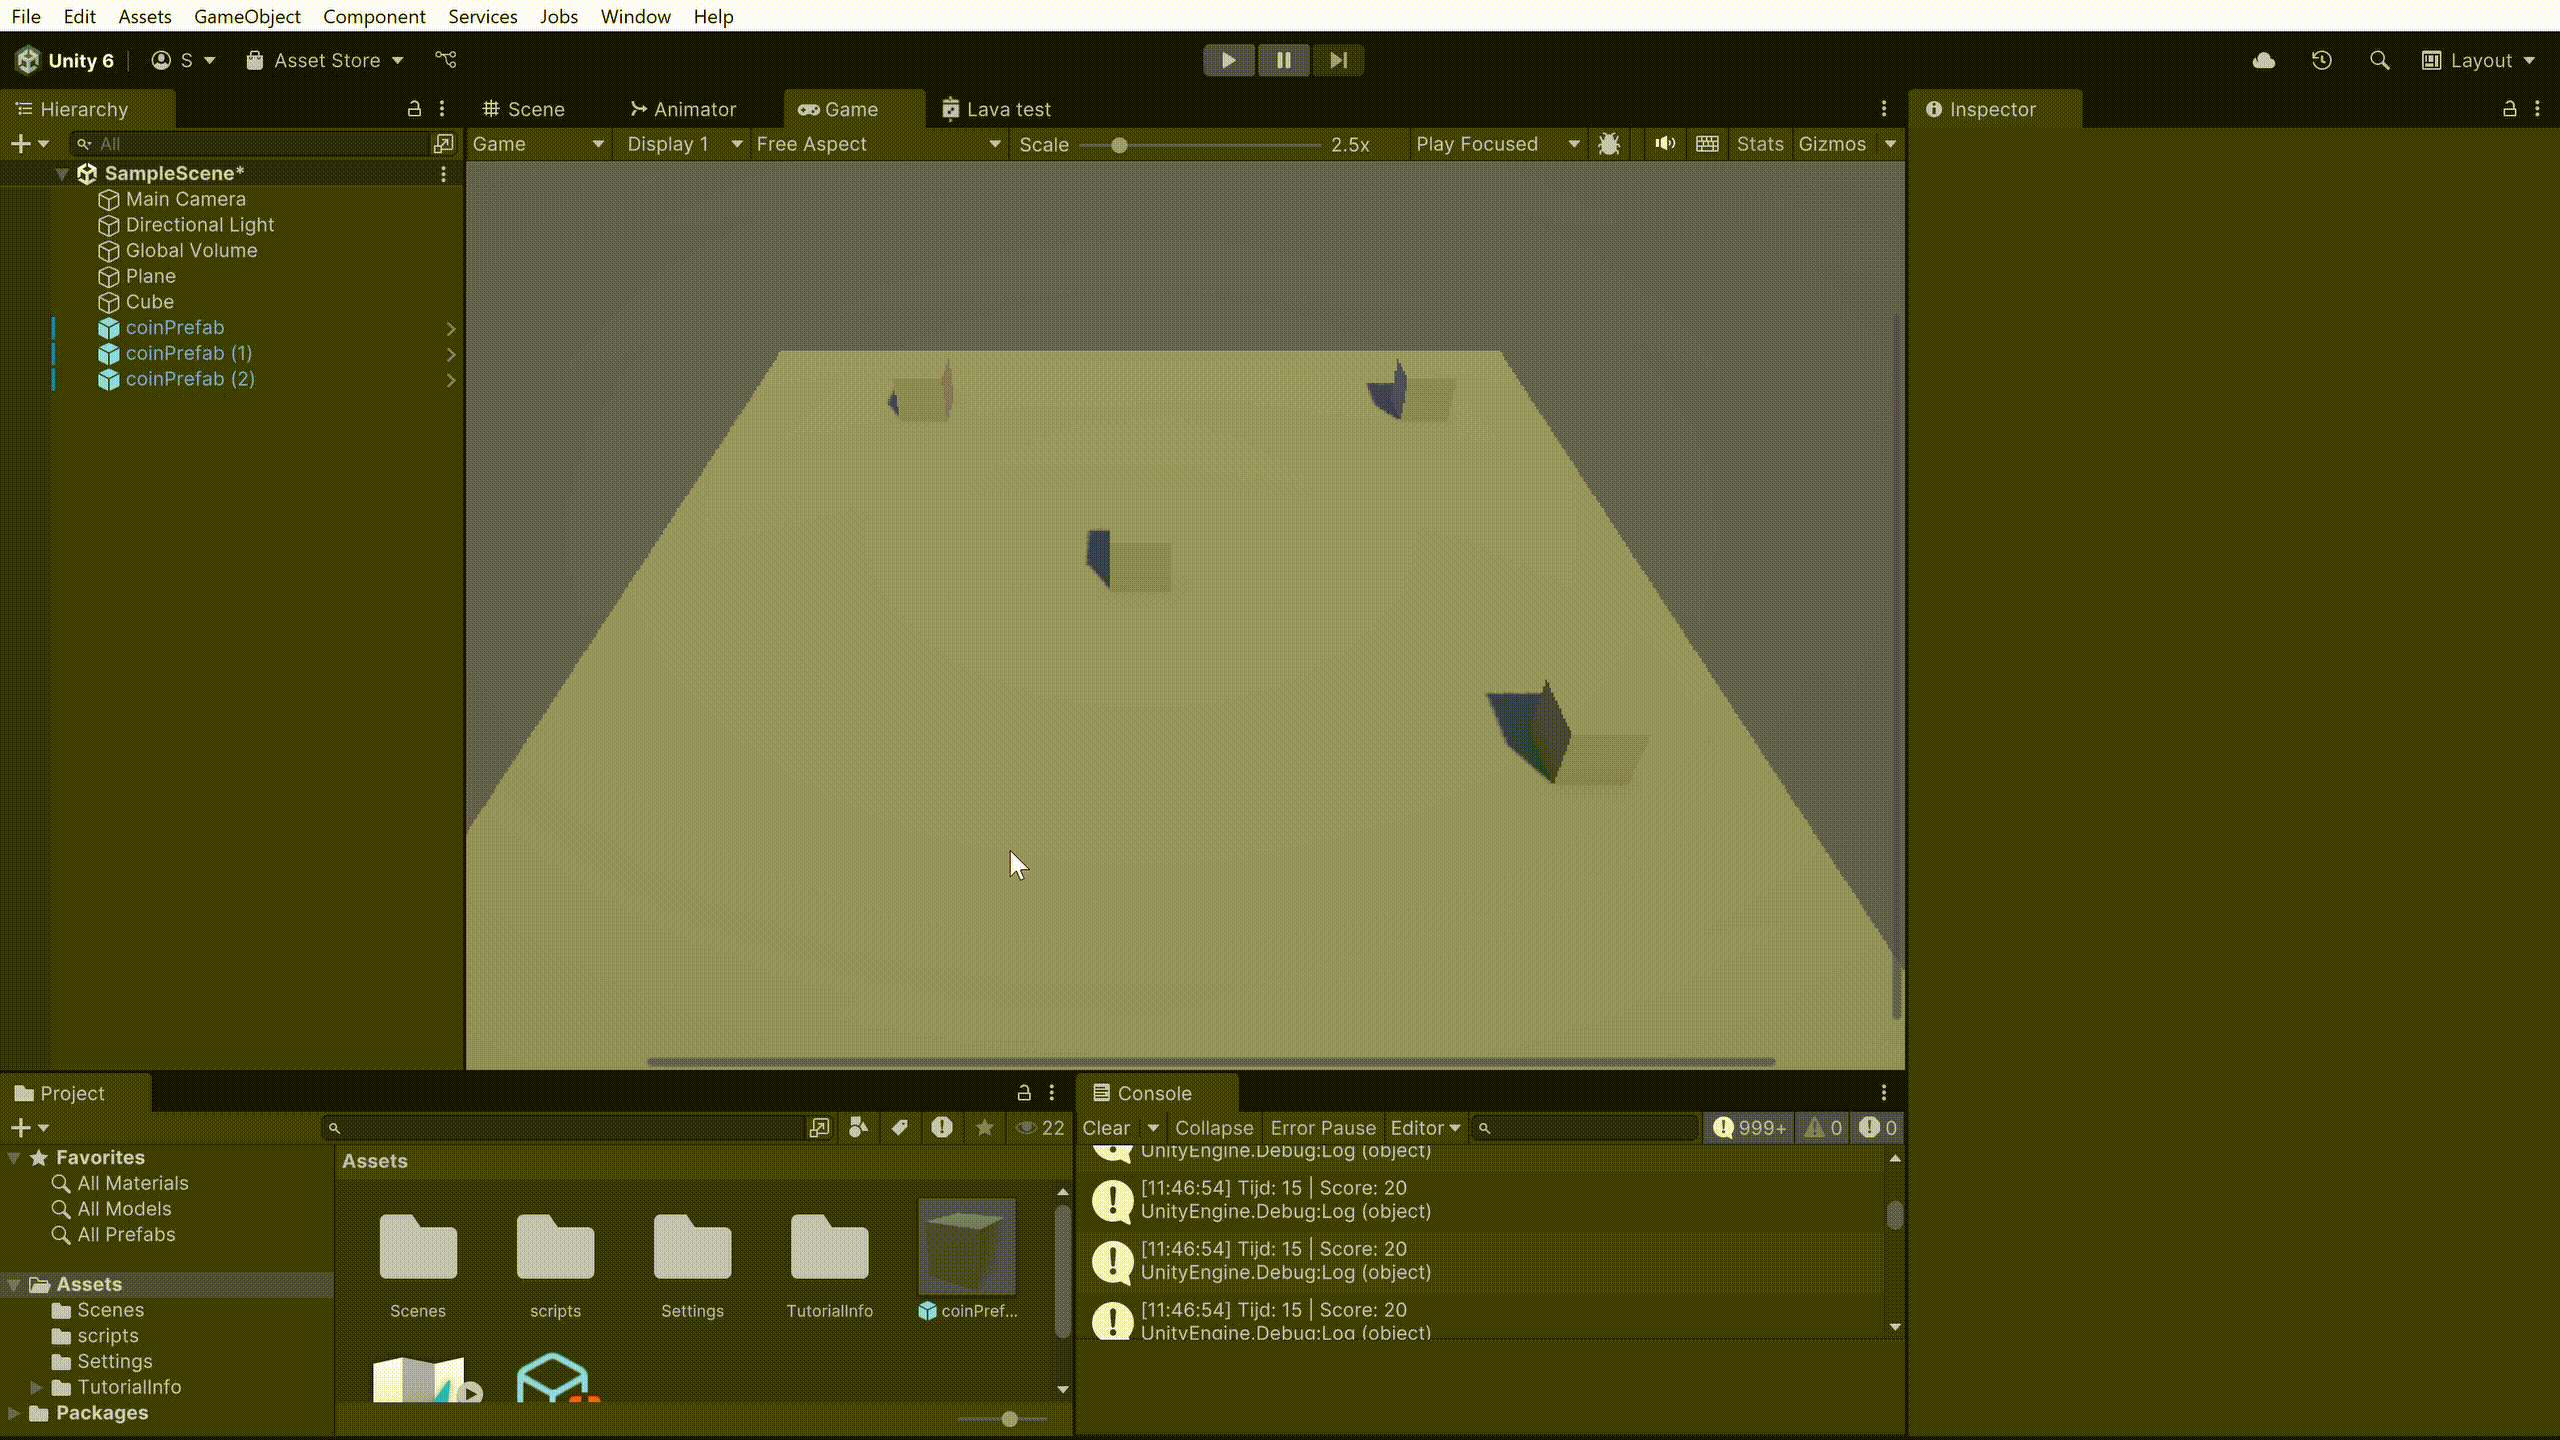 File Edit Assets GameObject Component Services Jobs Window Help
Unity 6 S Asset Store Layout
Hierarchy
All
SampleScene*
Main Camera
Directional Light
Global Volume
Plane
Cube
coinPrefab
coinPrefab (1)
coinPrefab (2)
Scene Animator Game Lava test
Game Display 1 Free Aspect Scale 2.5x Play Focused Stats Gizmos
Inspector
Project
22
Favorites
All Materials
All Models
All Prefabs
Assets
Scenes
scripts
Settings
TutorialInfo
Packages
Assets
Scenes scripts Settings TutorialInfo coinPref...
Console
Clear Collapse Error Pause Editor 999+ 0 0
UnityEngine.Debug:Log (object)
[11:46:54] Tijd: 15 | Score: 20
UnityEngine.Debug:Log (object)
[11:46:54] Tijd: 15 | Score: 20
UnityEngine.Debug:Log (object)
[11:46:54] Tijd: 15 | Score: 20
UnityEngine.Debug:Log (object)